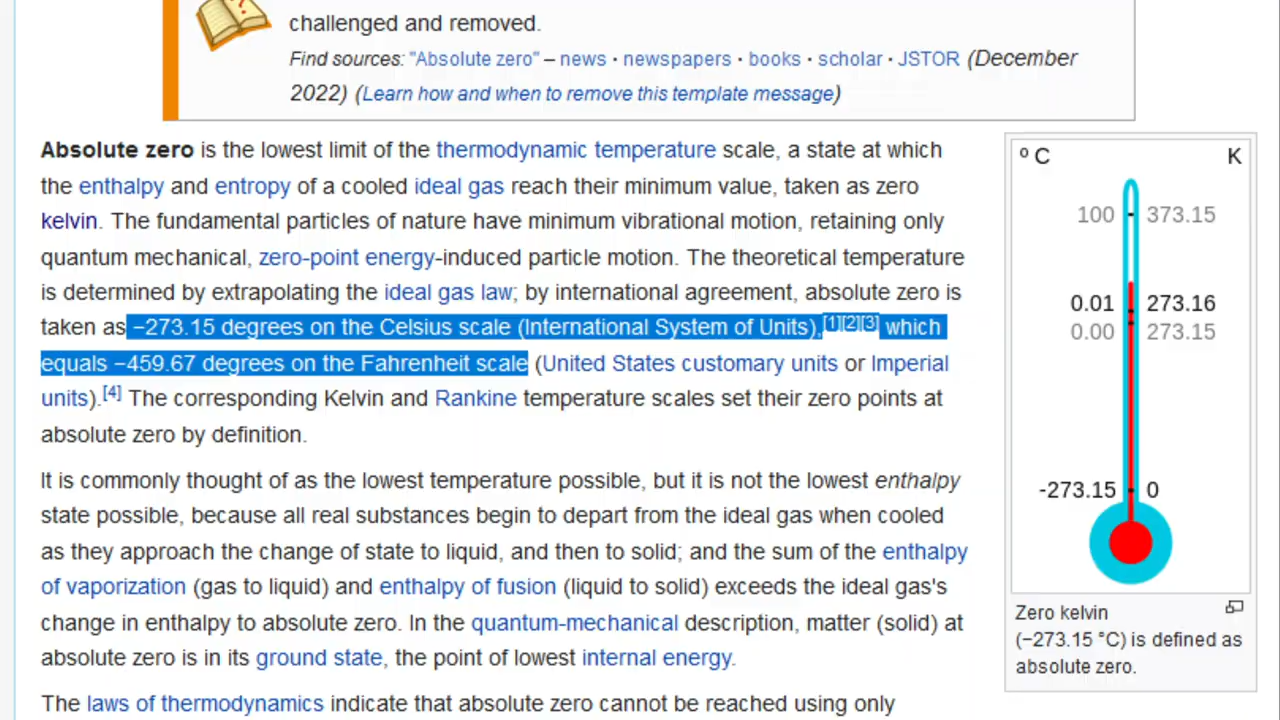 challenged and removed.
Find sources: "Absolute zero" – news · newspapers · books · scholar · JSTOR (December
2022) (Learn how and when to remove this template message)
Absolute zero is the lowest limit of the thermodynamic temperature scale, a state at which
the enthalpy and entropy of a cooled ideal gas reach their minimum value, taken as zero
kelvin. The fundamental particles of nature have minimum vibrational motion, retaining only
quantum mechanical, zero-point energy-induced particle motion. The theoretical temperature
is determined by extrapolating the ideal gas law; by international agreement, absolute zero is
taken as −273.15 degrees on the Celsius scale (International System of Units),[1][2][3] which
equals −459.67 degrees on the Fahrenheit scale (United States customary units or Imperial
units).[4] The corresponding Kelvin and Rankine temperature scales set their zero points at
absolute zero by definition.
It is commonly thought of as the lowest temperature possible, but it is not the lowest enthalpy
state possible, because all real substances begin to depart from the ideal gas when cooled
as they approach the change of state to liquid, and then to solid; and the sum of the enthalpy
of vaporization (gas to liquid) and enthalpy of fusion (liquid to solid) exceeds the ideal gas's
change in enthalpy to absolute zero. In the quantum-mechanical description, matter (solid) at
absolute zero is in its ground state, the point of lowest internal energy.
The laws of thermodynamics indicate that absolute zero cannot be reached using only
º C K
100 373.15
0.01 273.16
0.00 273.15
-273.15 0
Zero kelvin
(−273.15 °C) is defined as
absolute zero.